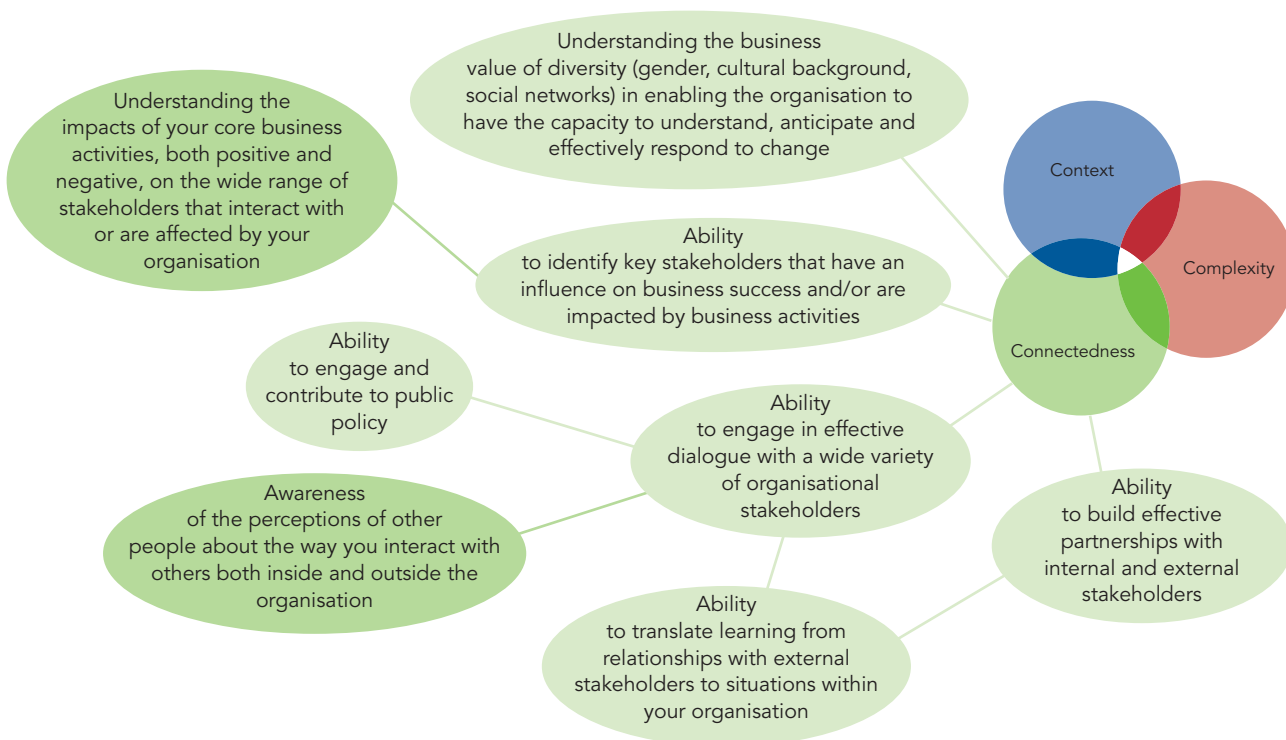 Understanding the business
value of diversity (gender, cultural background,
social networks) in enabling the organisation to
have the capacity to understand, anticipate and
effectively respond to change
Understanding the
impacts of your core business
activities, both positive and
negative, on the wide range of
stakeholders that interact with
or are affected by your
organisation
Context
Complexity
Connectedness
Ability
to identify key stakeholders that have an
influence on business success and/or are
impacted by business activities
Ability
to engage and
contribute to public
policy
Ability
to engage in effective
dialogue with a wide variety
of organisational
stakeholders
Awareness
of the perceptions of other
people about the way you interact with
others both inside and outside the
organisation
Ability
to build effective
partnerships with
internal and external
stakeholders
Ability
to translate learning from
relationships with external
stakeholders to situations within
your organisation